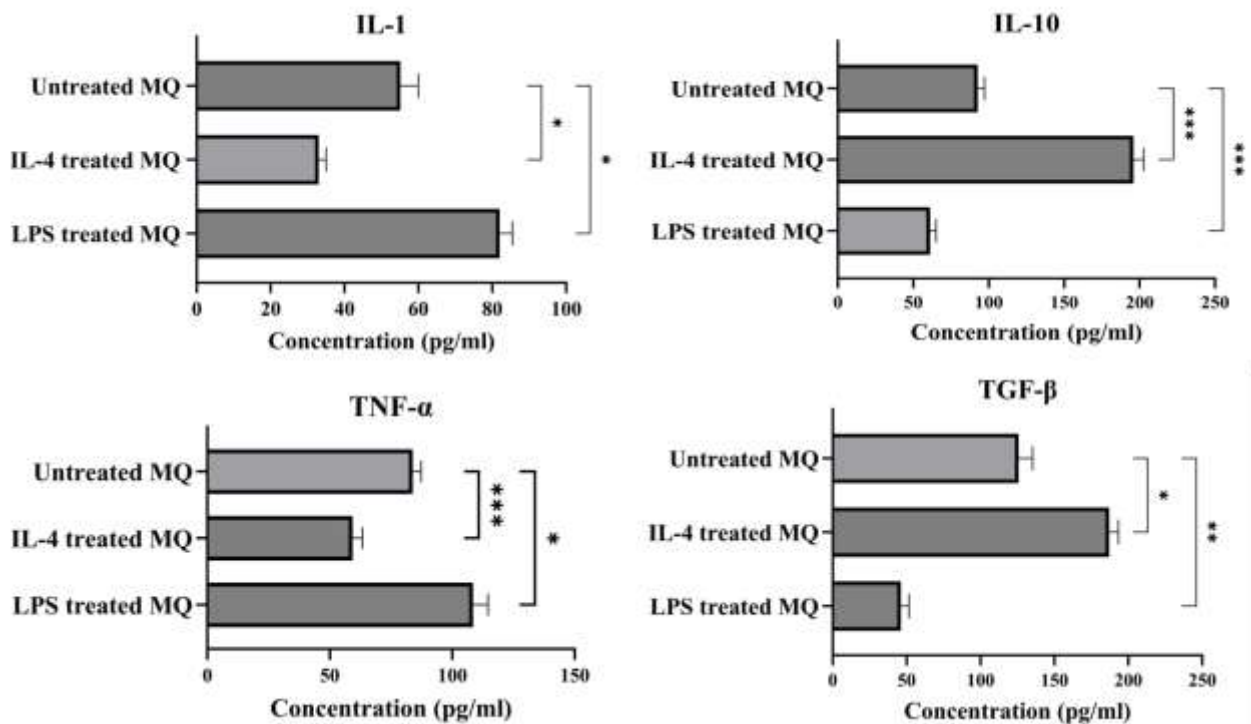 IL-1
Untreated MQ
IL-4 treated MQ
LPS treated MQ
*
*
0 20 40 60 80 100
Concentration (pg/ml)
IL-10
Untreated MQ
IL-4 treated MQ
LPS treated MQ
***
***
0 50 100 150 200 250
Concentration (pg/ml)
TNF-α
Untreated MQ
IL-4 treated MQ
LPS treated MQ
***
*
0 50 100 150
Concentration (pg/ml)
TGF-β
Untreated MQ
IL-4 treated MQ
LPS treated MQ
*
**
0 50 100 150 200 250
Concentration (pg/ml)